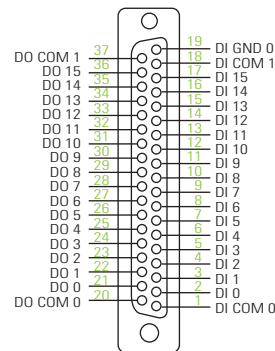 19 DI GND 0
DO COM 1 37
18 DI COM 1
DO 15 36
17 DI 15
DO 14 35
16 DI 14
DO 13 34
15 DI 13
DO 12 33
14 DI 12
DO 11 32
13 DI 11
DO 10 31
12 DI 10
DO 9 30
11 DI 9
DO 8 29
10 DI 8
DO 7 28
9 DI 7
DO 6 27
8 DI 6
DO 5 26
7 DI 5
DO 4 25
6 DI 4
DO 3 24
5 DI 3
DO 2 23
4 DI 2
DO 1 22
3 DI 1
DO 0 21
2 DI 0
DO COM 0 20
1 DI COM 0